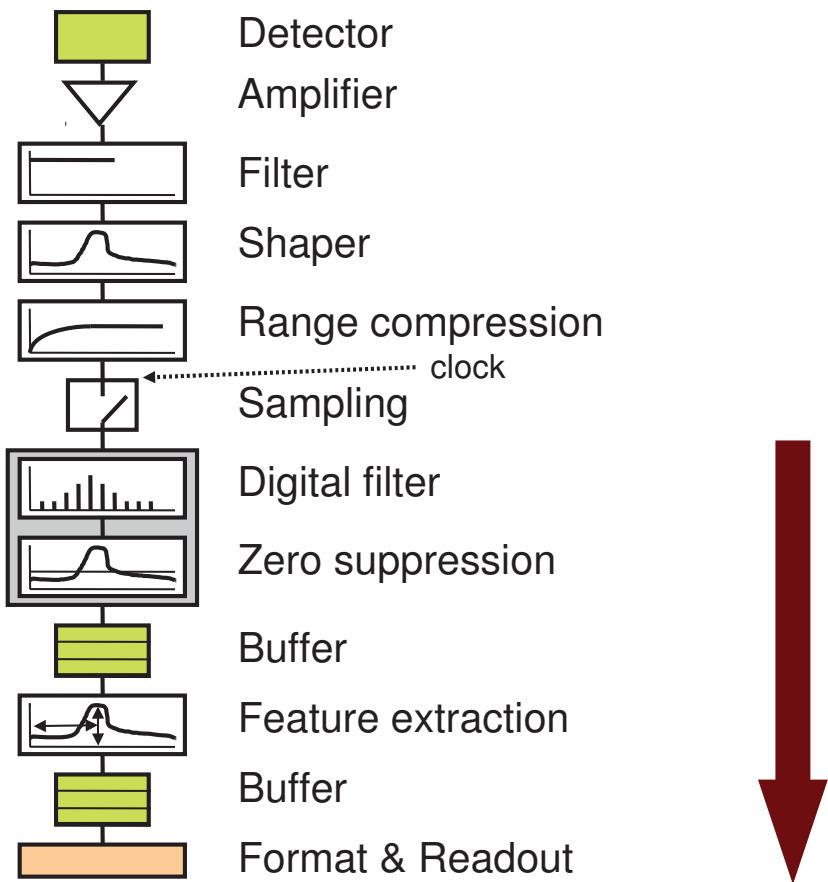 Detector
Amplifier
Filter
Shaper
Range compression
clock
Sampling
Digital filter
Zero suppression
Buffer
Feature extraction
Buffer
Format & Readout